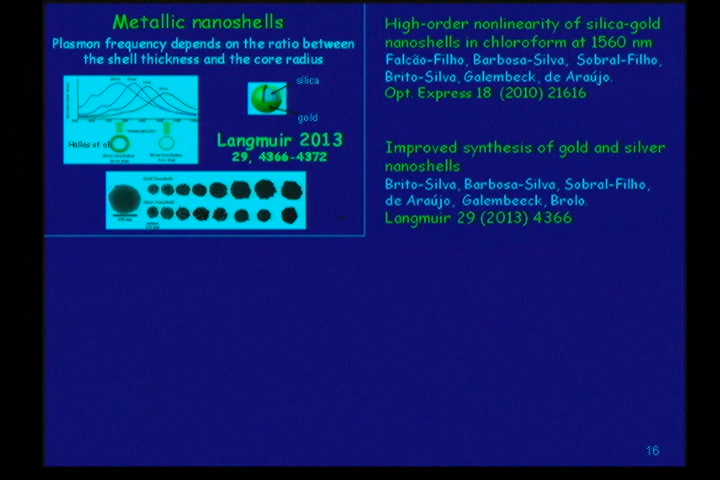 Metallic nanoshells
Plasmon frequency depends on the ratio between
the shell thickness and the core radius
silica
gold
Hallas et al
Langmuir 2013
29, 4366-4372
High-order nonlinearity of silica-gold
nanoshells in chloroform at 1560 nm
Falcão-Filho, Barbosa-Silva, Sobral-Filho,
Brito-Silva, Galembeck, de Araújo.
Opt. Express 18 (2010) 21616
Improved synthesis of gold and silver
nanoshells
Brito-Silva, Barbosa-Silva, Sobral-Filho,
de Araújo, Galembeeck, Brolo.
Langmuir 29 (2013) 4366
16